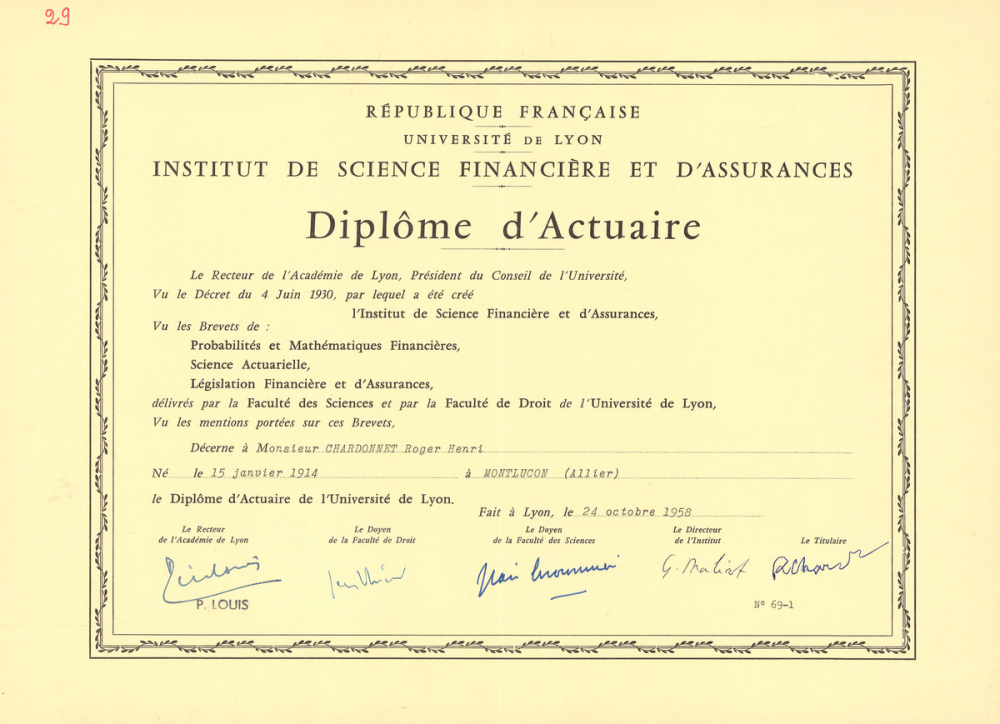 29
RÉPUBLIQUE FRANÇAISE
UNIVERSITÉ DE LYON
INSTITUT DE SCIENCE FINANCIÈRE ET D'ASSURANCES
Diplôme d'Actuaire
Le Recteur de l'Académie de Lyon, Président du Conseil de l'Université,
Vu le Décret du 4 Juin 1930, par lequel a été créé
l'Institut de Science Financière et d'Assurances,
Vu les Brevets de :
Probabilités et Mathématiques Financières,
Science Actuarielle,
Législation Financière et d'Assurances,
délivrés par la Faculté des Sciences et par la Faculté de Droit de l'Université de Lyon,
Vu les mentions portées sur ces Brevets,
Décerne à Monsieur CHARDONNET Roger Henri
Né le 15 janvier 1914 à MONTLUCON (Allier)
le Diplôme d'Actuaire de l'Université de Lyon.
Fait à Lyon, le 24 octobre 1958
Le Recteur de l'Académie de Lyon
Le Doyen de la Faculté de Droit
Le Doyen de la Faculté des Sciences
Le Directeur de l'Institut
Le Titulaire
P. LOUIS
N° 69-1